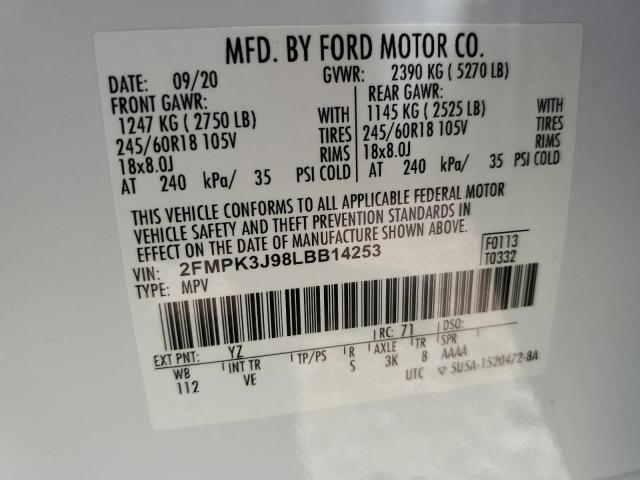 MFD. BY FORD MOTOR CO.
DATE: 09/20 GVWR: 2390 KG ( 5270 LB)
FRONT GAWR: REAR GAWR:
1247 KG ( 2750 LB) WITH 1145 KG ( 2525 LB) WITH
245/60R18 105V TIRES 245/60R18 105V TIRES
18x8.0J RIMS 18x8.0J RIMS
AT 240 kPa/ 35 PSI COLD AT 240 kPa/ 35 PSI COLD
THIS VEHICLE CONFORMS TO ALL APPLICABLE FEDERAL MOTOR
VEHICLE SAFETY AND THEFT PREVENTION STANDARDS IN
EFFECT ON THE DATE OF MANUFACTURE SHOWN ABOVE.
VIN: 2FMPK3J98LBB14253 F0113
TYPE: MPV T0332
EXT PNT: YZ RC: 71 DSO:
WB INT TR TP/PS R AXLE TR SPR
112 VE S 3K 8 AAAA
UTC ▽ 5USA-1520472-BA